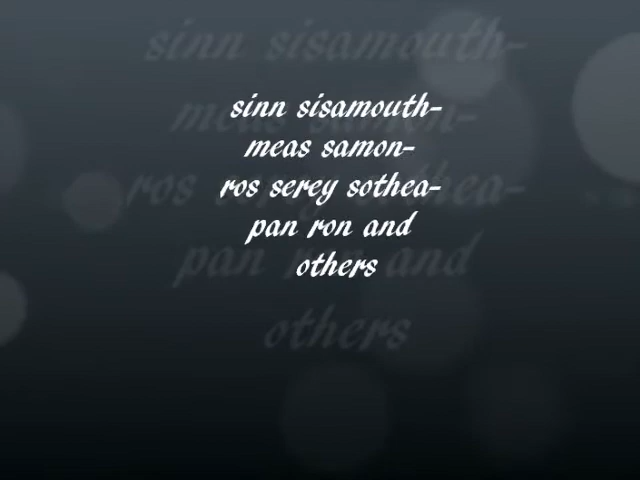 sinn sisamouth-
meas samon-
ros serey sothea-
pan ron and
others